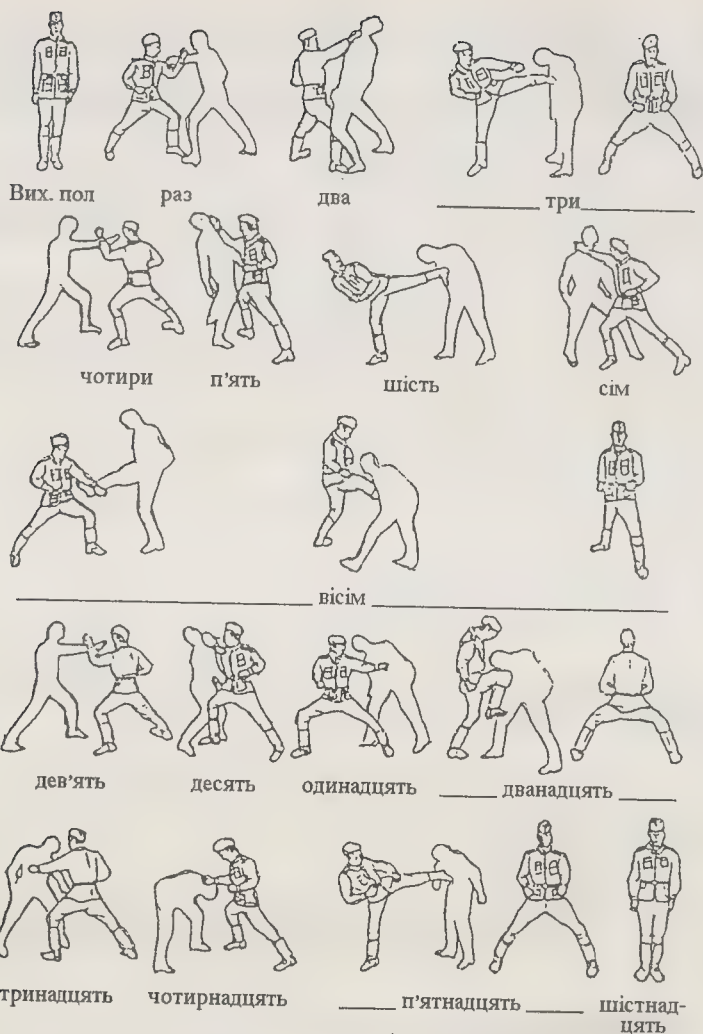 Вих. пол раз два три
чотири п'ять шість сім
вісім
дев'ять десять одинадцять дванадцять
тринадцять чотирнадцять п'ятнадцять шістнад-
цять